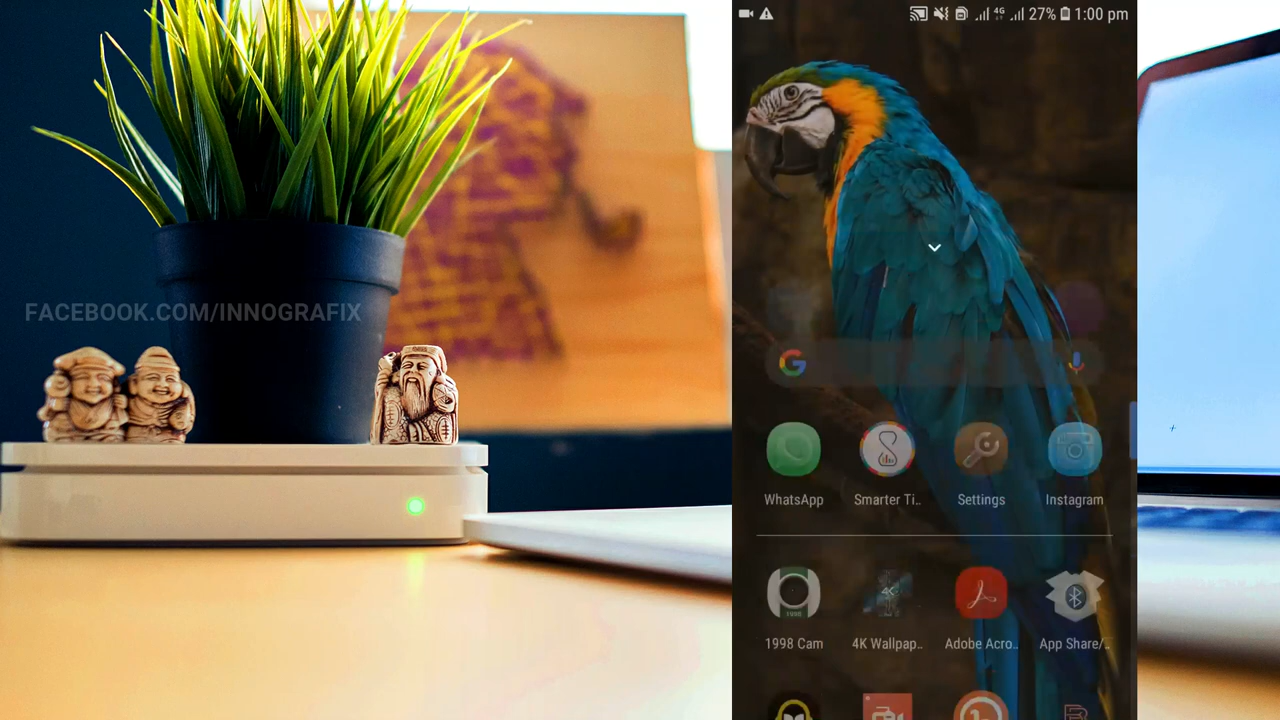 4G 27% 1:00 pm
FACEBOOK.COM/INNOGRAFIX
WhatsApp Smarter Ti.. Settings Instagram
1998 Cam 4K Wallpap.. Adobe Acro.. App Share/..